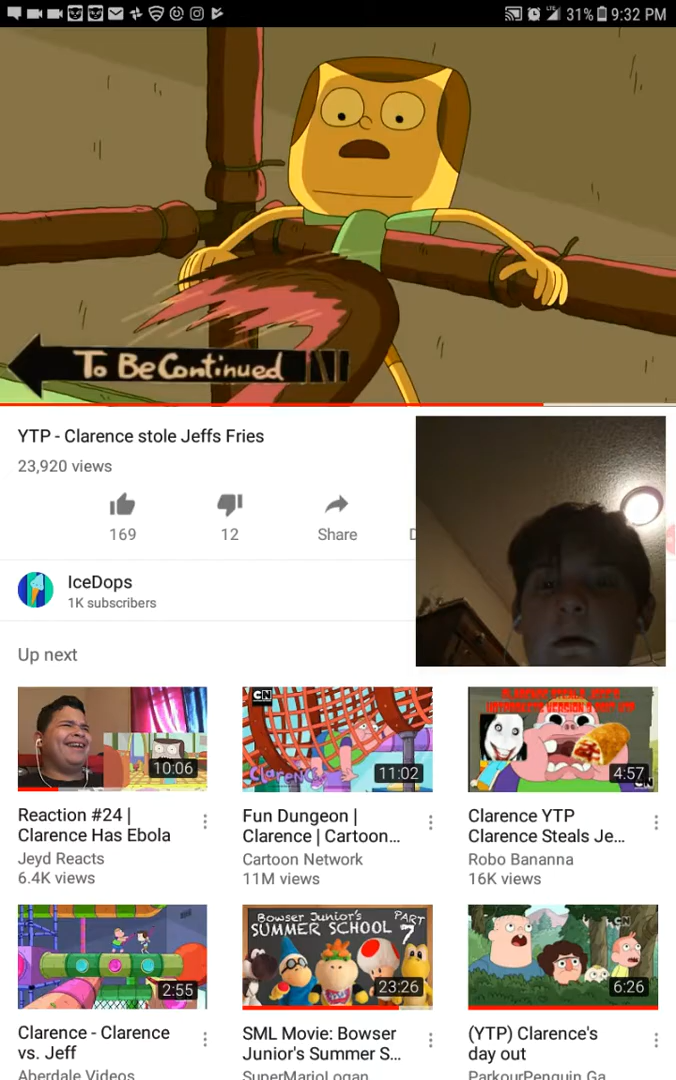 31% 9:32 PM
To Be Continued
YTP - Clarence stole Jeffs Fries
23,920 views
169 12 Share D
IceDops
1K subscribers
Up next
10:06
Reaction #24 |
Clarence Has Ebola
Jeyd Reacts
6.4K views
CN
Clarence
11:02
Fun Dungeon |
Clarence | Cartoon...
Cartoon Network
11M views
4:57
Clarence YTP
Clarence Steals Je...
Robo Bananna
16K views
2:55
Clarence - Clarence
vs. Jeff
Aberdale Videos
Bowser Junior's
SUMMER SCHOOL
PART
7
23:26
SML Movie: Bowser
Junior's Summer S...
SuperMarioLogan
CN
6:26
(YTP) Clarence's
day out
ParkourPenguin Ga